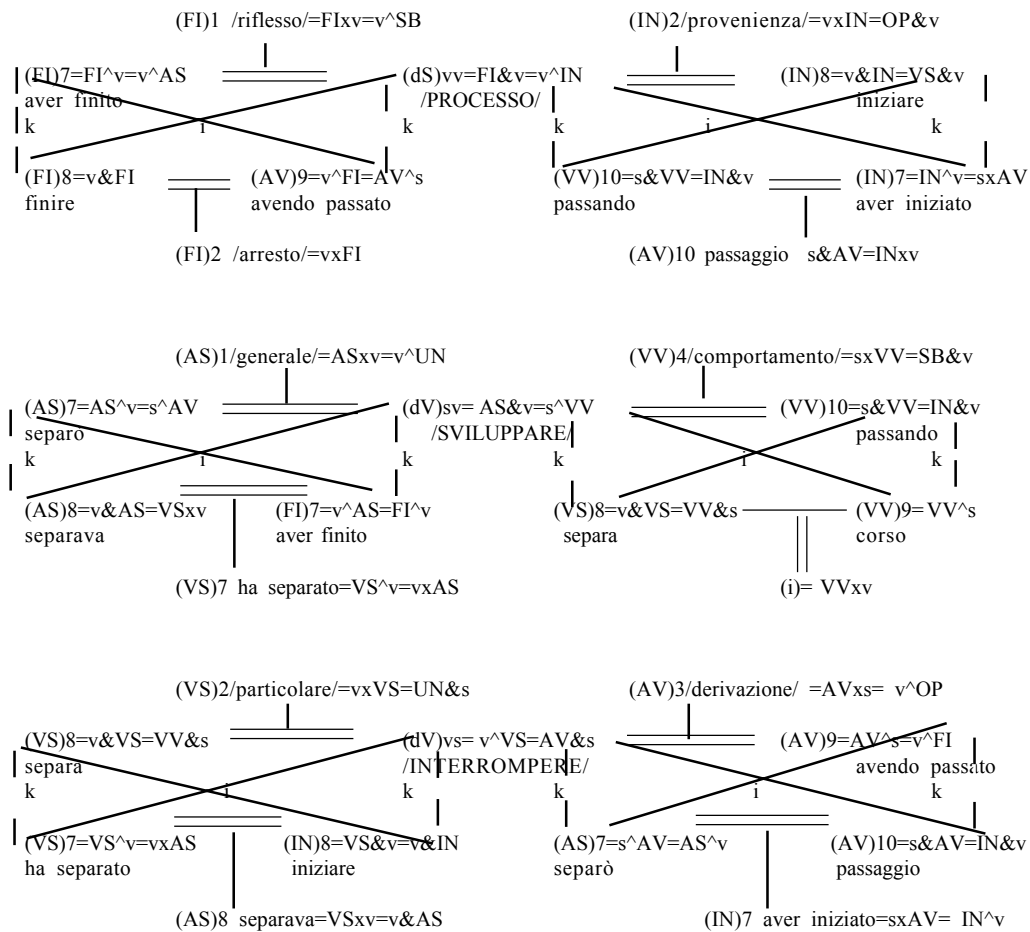 (FI)1 /riflesso/=FIxv=v^SB (IN)2/provenienza/=vxIN=OP&v
(FI)7=FI^v=v^AS (dS)vv=FI&v=v^IN (IN)8=v&IN=VS&v
aver finito /PROCESSO/ iniziare
k i k k i k
(FI)8=v&FI (AV)9=v^FI=AV^s (VV)10=s&VV=IN&v (IN)7=IN^v=sxAV
finire avendo passato passando aver iniziato
(FI)2 /arresto/=vxFI (AV)10 passaggio s&AV=INxv
(AS)1/generale/=ASxv=v^UN (VV)4/comportamento/=sxVV=SB&v
(AS)7=AS^v=s^AV (dV)sv= AS&v=s^VV (VV)10=s&VV=IN&v
separò /SVILUPPARE/ passando
k i k k i k
(AS)8=v&AS=VSxv (FI)7=v^AS=FI^v (VS)8=v&VS=VV&s (VV)9=VV^s
separava aver finito separa corso
(VS)7 ha separato=VS^v=vxAS (i)= VVxv
(VS)2/particolare/=vxVS=UN&s (AV)3/derivazione/ =AVxs= v^OP
(VS)8=v&VS=VV&s (dV)vs= v^VS=AV&s (AV)9=AV^s=v^FI
separa /INTERROMPERE/ avendo passato
k i k k i k
(VS)7=VS^v=vxAS (IN)8=VS&v=v&IN (AS)7=s^AV=AS^v (AV)10=s&AV=IN&v
ha separato iniziare separò passaggio
(AS)8 separava=VSxv=v&AS (IN)7 aver iniziato=sxAV= IN^v